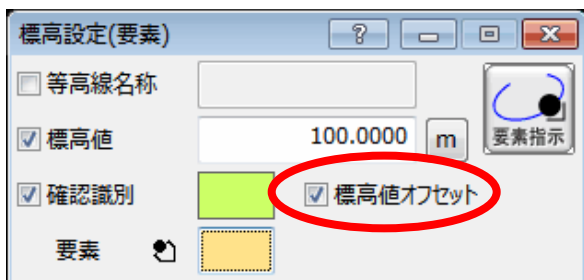 標高設定(要素)
?
等高線名称
標高値 100.0000 m 要素指示
確認識別 標高値オフセット
要素